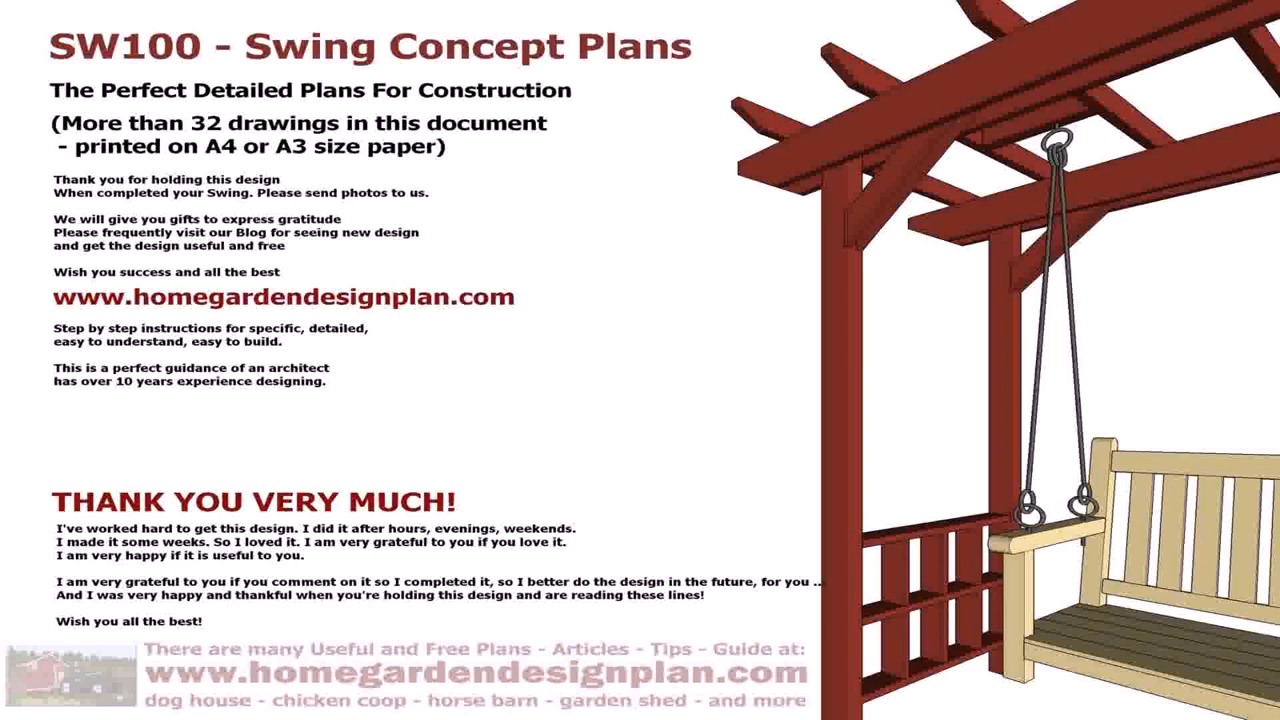 SW100 - Swing Concept Plans
The Perfect Detailed Plans For Construction
(More than 32 drawings in this document
- printed on A4 or A3 size paper)
Thank you for holding this design
When completed your Swing. Please send photos to us.
We will give you gifts to express gratitude
Please frequently visit our Blog for seeing new design
and get the design useful and free
Wish you success and all the best
www.homegardendesignplan.com
Step by step instructions for specific, detailed,
easy to understand, easy to build.
This is a perfect guidance of an architect
has over 10 years experience designing.
THANK YOU VERY MUCH!
I've worked hard to get this design. I did it after hours, evenings, weekends.
I made it some weeks. So I loved it. I am very grateful to you if you love it.
I am very happy if it is useful to you.
I am very grateful to you if you comment on it so I completed it, so I better do the design in the future, for you ...
And I was very happy and thankful when you're holding this design and are reading these lines!
Wish you all the best!
There are many Useful and Free Plans - Articles - Tips - Guide at:
www.homegardendesignplan.com
dog house - chicken coop - horse barn - garden shed - and more